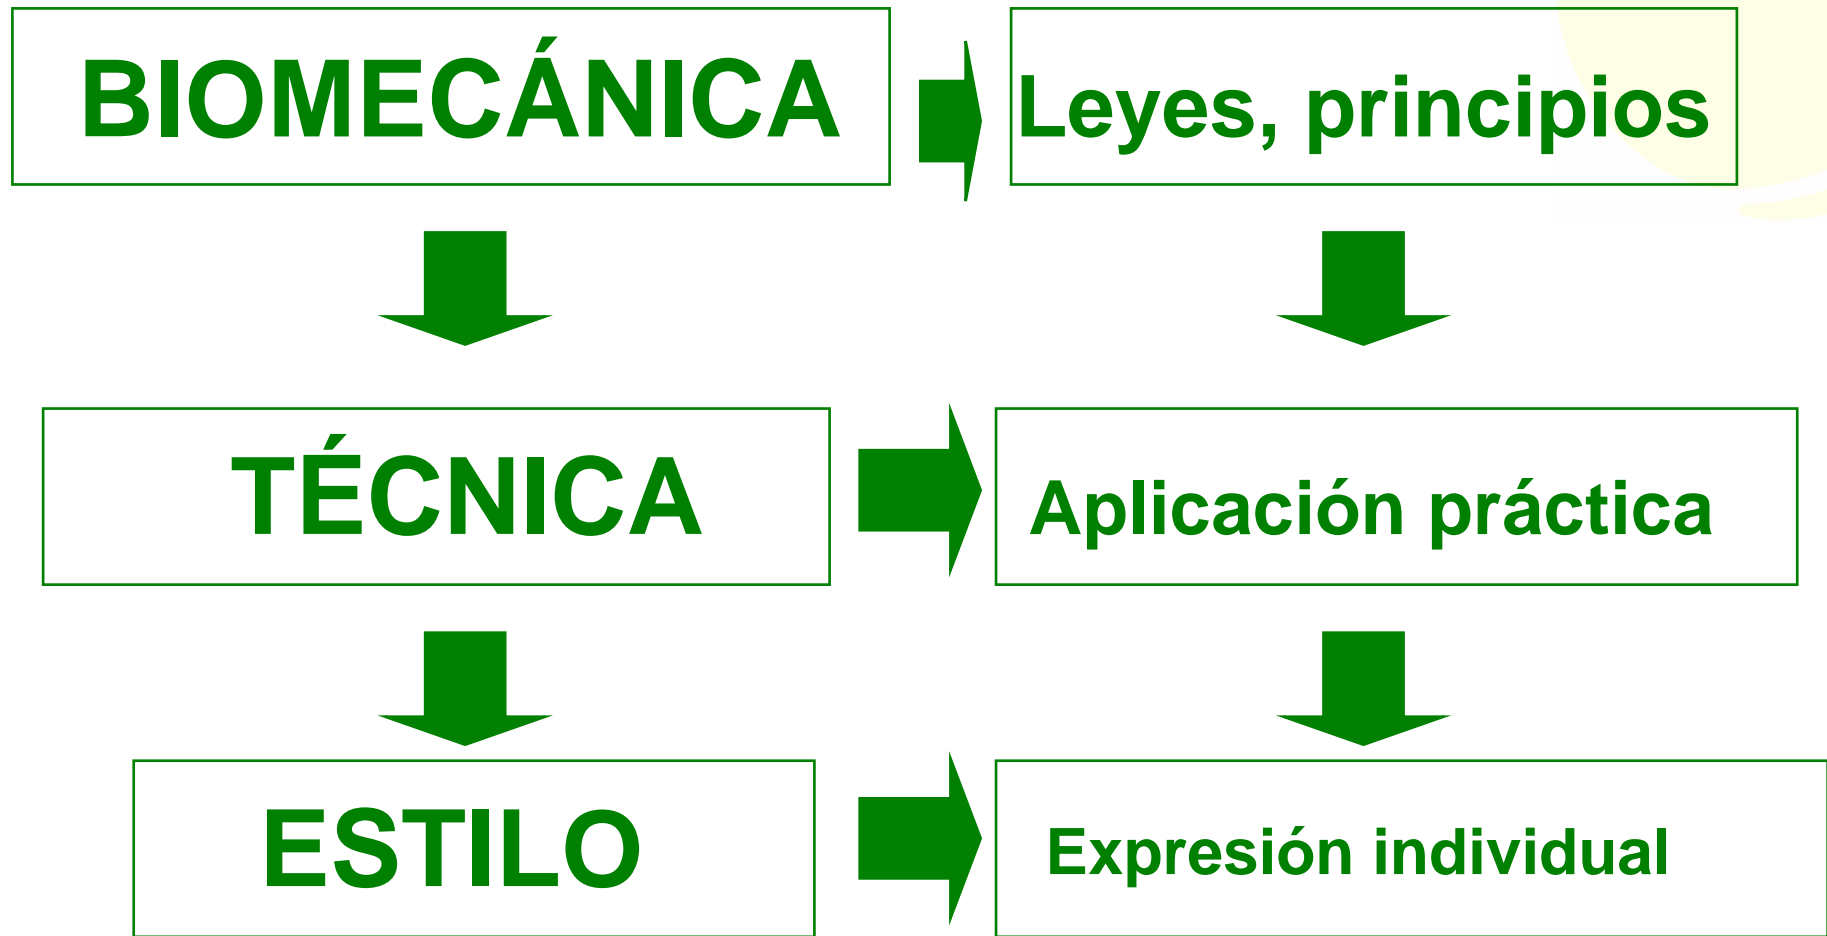 BIOMECÁNICA
Leyes, principios
TÉCNICA
Aplicación práctica
ESTILO
Expresión individual